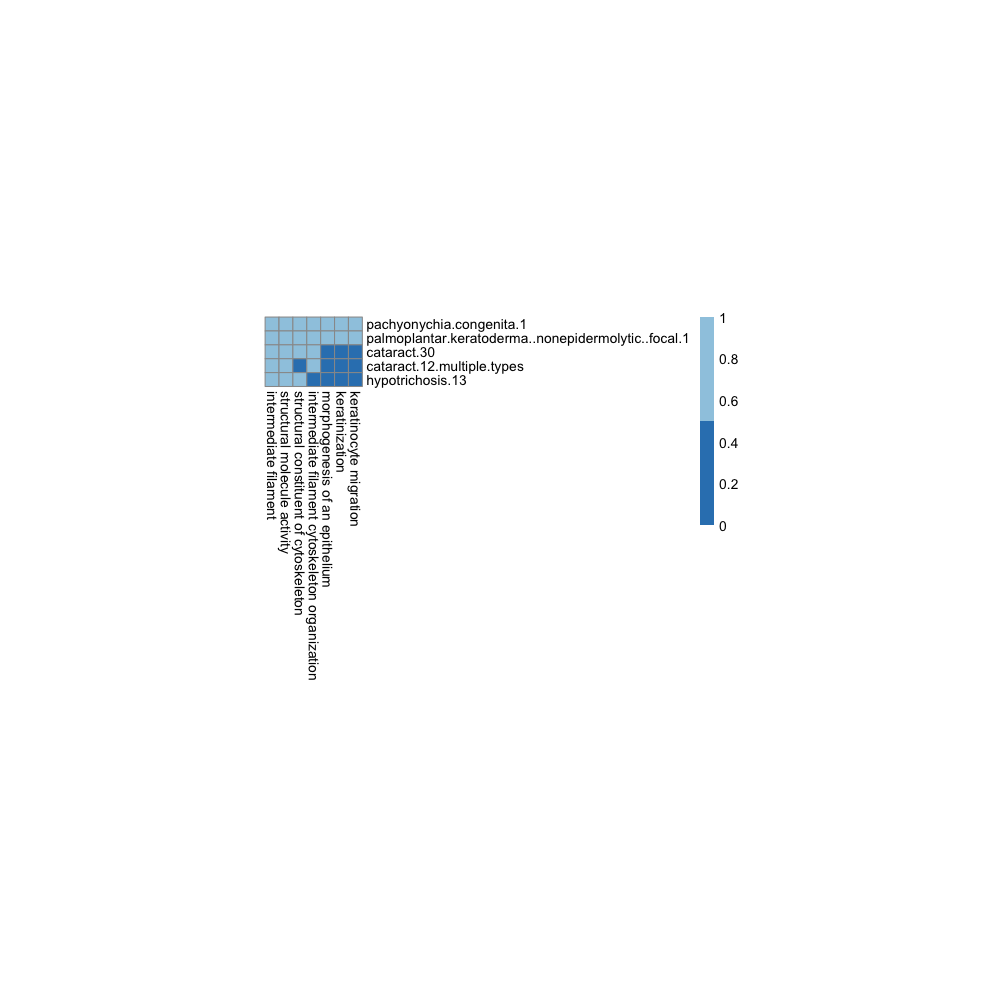 pachyonychia.congenita.1
palmoplantar.keratoderma..nonepidermolytic..focal.1
cataract.30
cataract.12.multiple.types
hypotrichosis.13
intermediate filament
structural molecule activity
structural constituent of cytoskeleton
intermediate filament cytoskeleton organization
morphogenesis of an epithelium
keratinization
keratinocyte migration
1
0.8
0.6
0.4
0.2
0